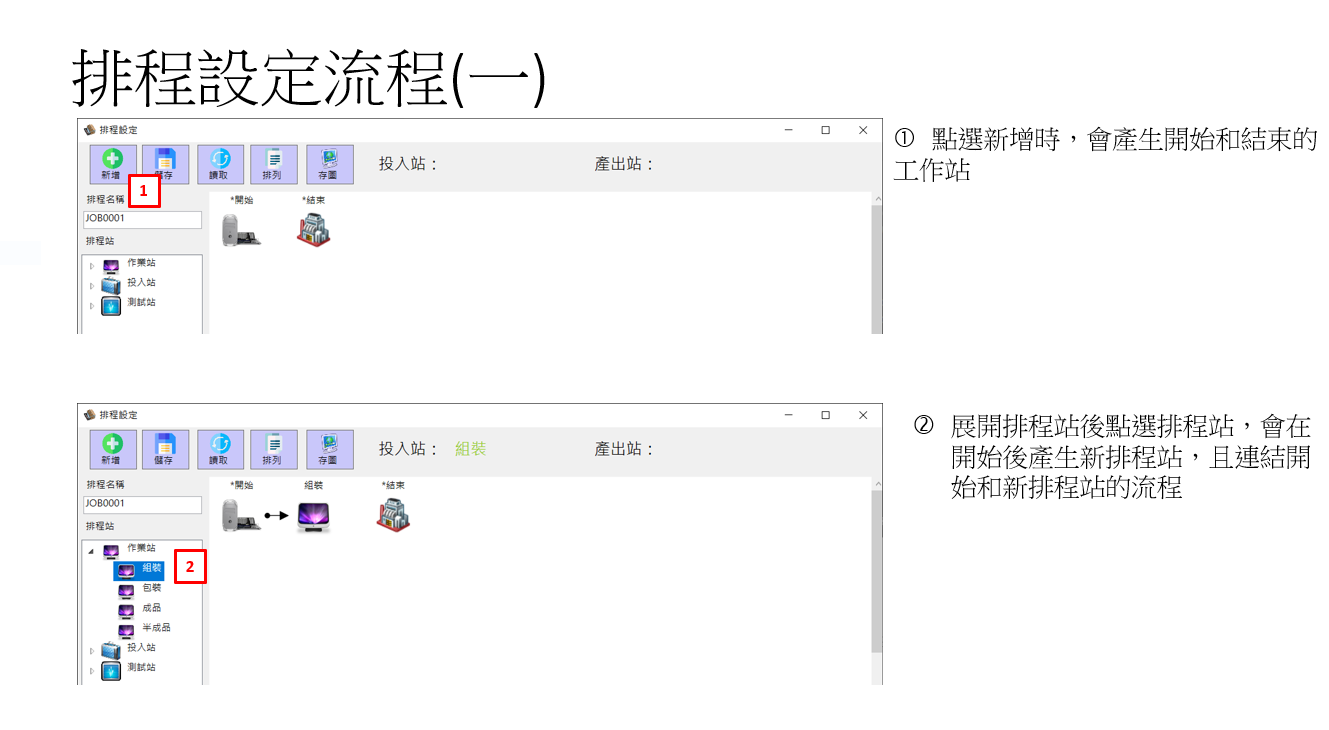 排程設定流程(一)
排程設定
新增 儲存 讀取 排列 存圖 投入站： 產出站：
1
排程名稱 *開始 *結束
JOB0001
排程站
作業站
投入站
測試站
① 點選新增時，會產生開始和結束的
工作站
排程設定
新增 儲存 讀取 排列 存圖 投入站： 組裝 產出站：
排程名稱 *開始 組裝 *結束
JOB0001
排程站
作業站
組裝 2
包裝
成品
半成品
投入站
測試站
② 展開排程站後點選排程站，會在
開始後產生新排程站，且連結開
始和新排程站的流程